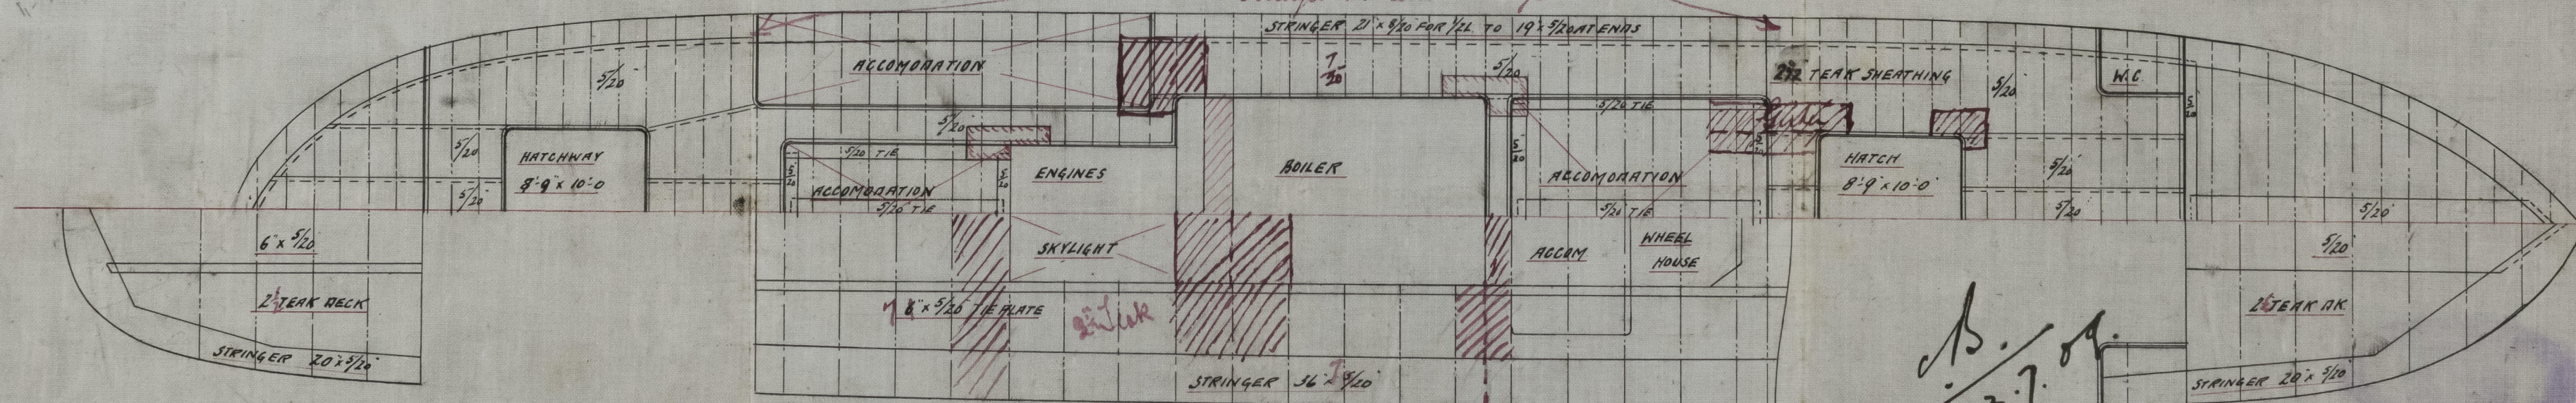 STRINGER 21" x 8/20 FOR 1/2 L TO 19" x 5/20 AT ENDS
ACCOMODATION
5/20
7/20
5/20
TEAK SHEATHING
5/20
W.C.
5/20
5/20
5/20 TIE
5/20
HATCHWAY
8'-9" x 10'-0
5/20
5/20
5/20 TIE
5/20
ACCOMODATION
5/20 TIE
5/20
ENGINES
BOILER
5/20
ACCOMODATION
5/20 TIE
HATCH
8'-9" x 10'-0"
5/20
5/20
5/20
6" x 5/20
SKYLIGHT
ACCOM
WHEEL
HOUSE
5/20
TEAK DECK
6" x 5/20 TIE PLATE
TEAK DK.
STRINGER 20" x 5/20
STRINGER 36" x 5/20
STRINGER 20" x 5/20